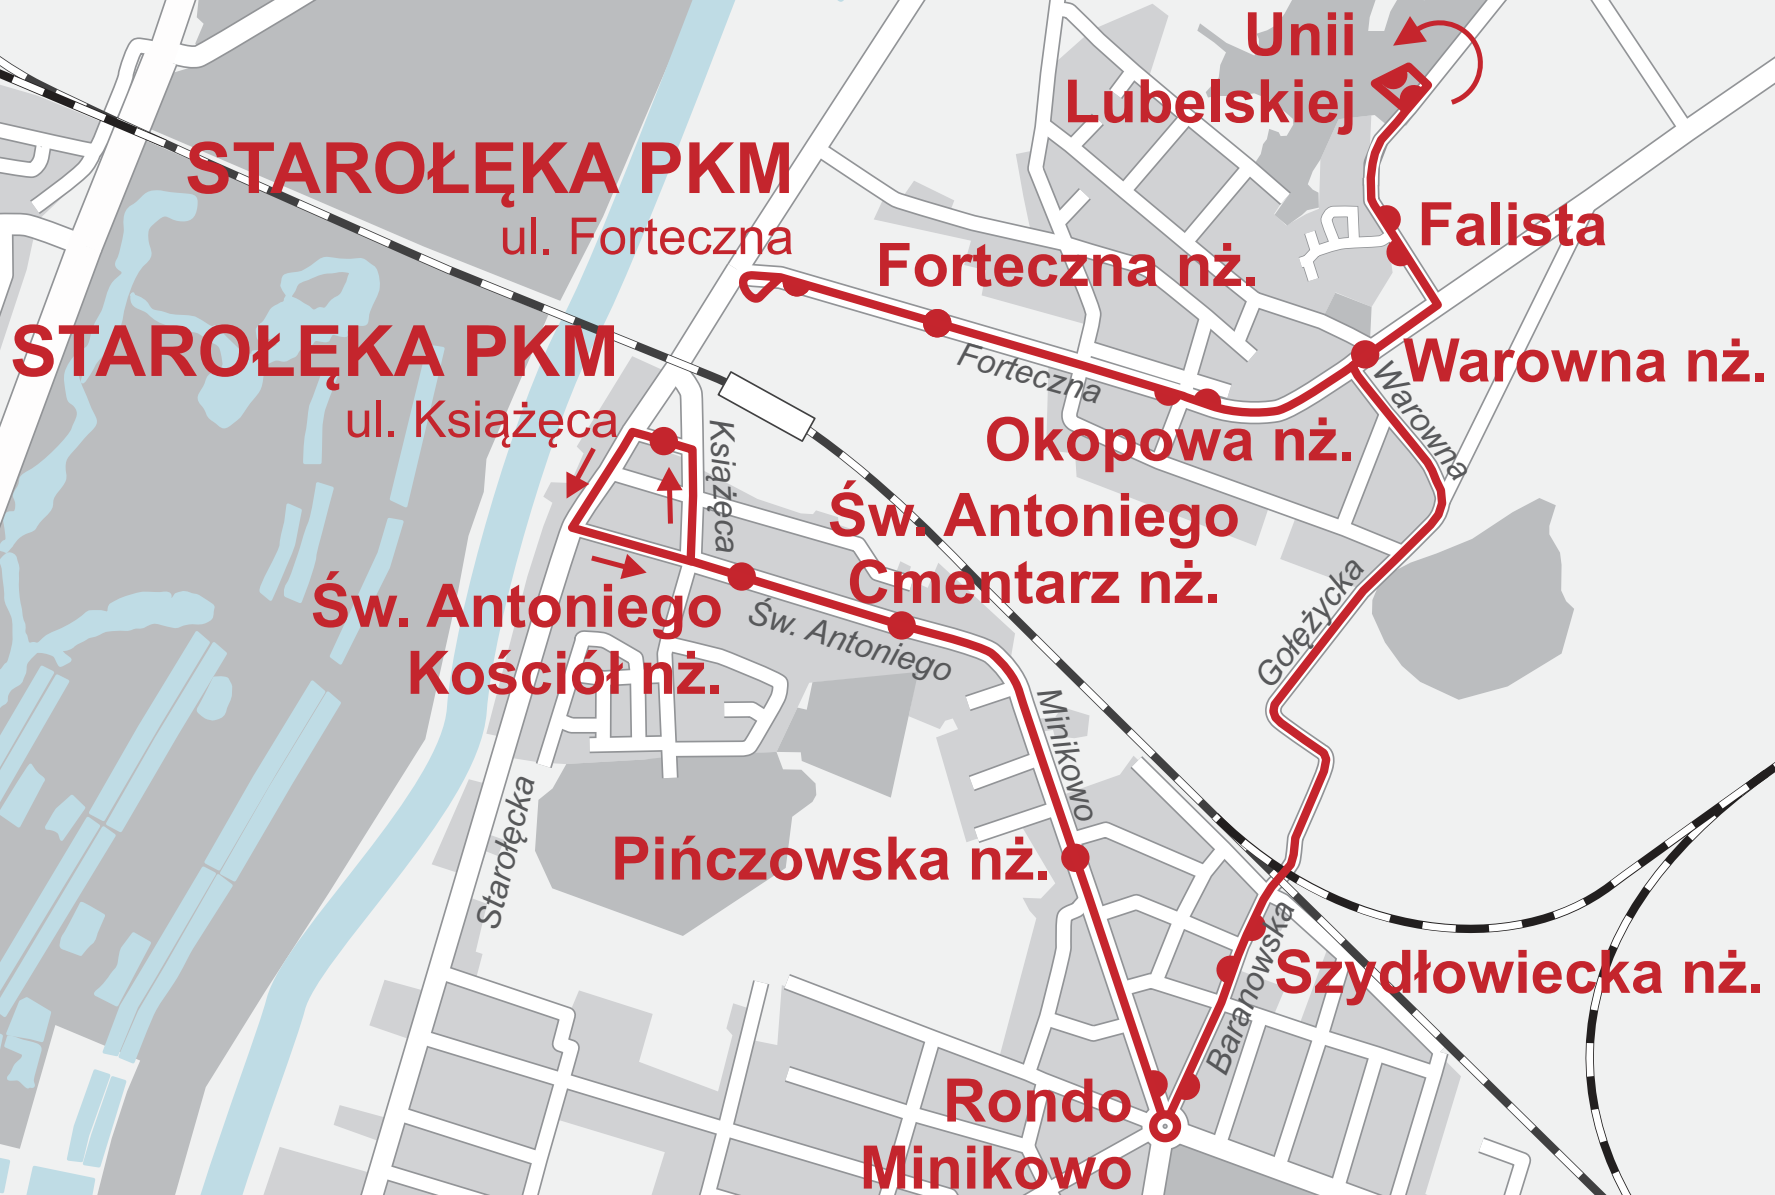 Unii
Lubelskiej
STAROŁĘKA PKM
ul. Forteczna
Falista
Forteczna nż.
STAROŁĘKA PKM
ul. Książęca
Forteczna
Warowna nż.
Warowna
Okopowa nż.
Książęca
Św. Antoniego
Cmentarz nż.
Św. Antoniego
Kościół nż.
Św. Antoniego
Gołężycka
Minikowo
Starołęcka
Pińczowska nż.
Szydłowiecka nż.
Baranowska
Rondo
Minikowo